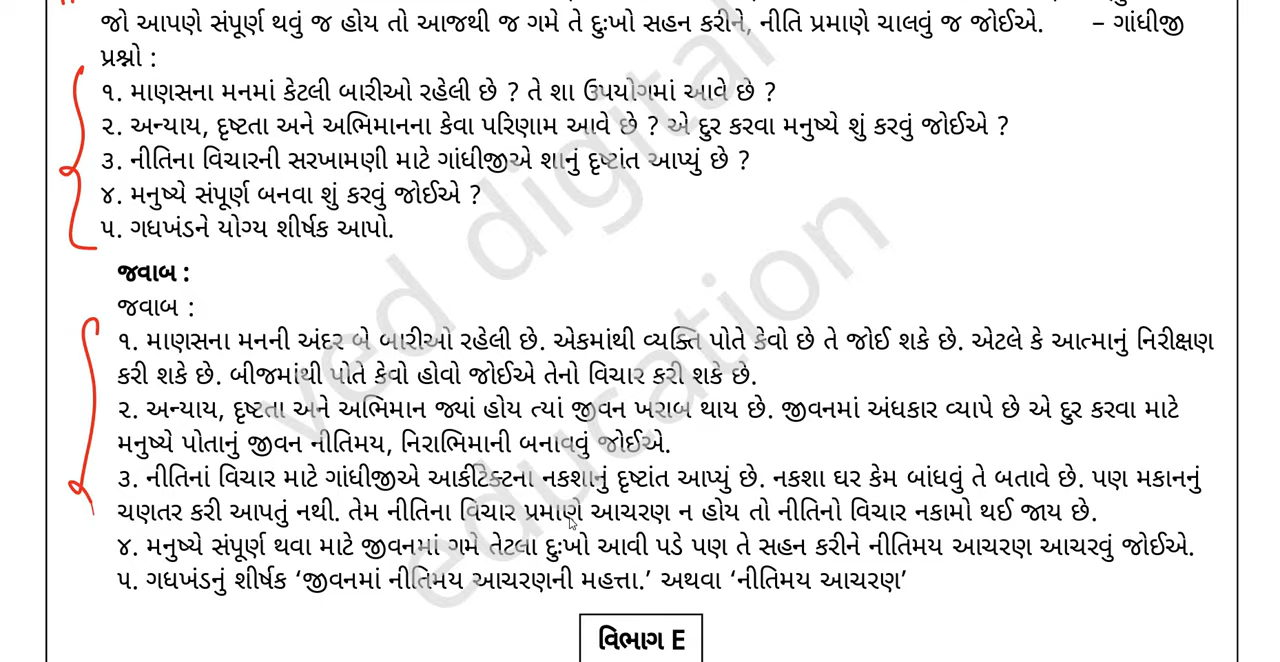 જો આપણે સંપૂર્ણ થવું જ હોય તો આજથી જ ગમે તે દુઃખો સહન કરીને, નીતિ પ્રમાણે ચાલવું જ જોઈએ. – ગાંધીજી
પ્રશ્નો :
૧. માણસના મનમાં કેટલી બારીઓ રહેલી છે ? તે શા ઉપયોગમાં આવે છે ?
૨. અન્યાય, દૃષ્ટતા અને અભિમાનના કેવા પરિણામ આવે છે ? એ દુર કરવા મનુષ્યે શું કરવું જોઈએ ?
૩. નીતિના વિચારની સરખામણી માટે ગાંધીજીએ શાનું દૃષ્ટાંત આપ્યું છે ?
૪. મનુષ્યે સંપૂર્ણ બનવા શું કરવું જોઈએ ?
૫. ગધખંડને યોગ્ય શીર્ષક આપો.
જવાબ :
જવાબ :
૧. માણસના મનની અંદર બે બારીઓ રહેલી છે. એકમાંથી વ્યક્તિ પોતે કેવો છે તે જોઈ શકે છે. એટલે કે આત્માનું નિરીક્ષણ
કરી શકે છે. બીજમાંથી પોતે કેવો હોવો જોઈએ તેનો વિચાર કરી શકે છે.
૨. અન્યાય, દૃષ્ટતા અને અભિમાન જ્યાં હોય ત્યાં જીવન ખરાબ થાય છે. જીવનમાં અંધકાર વ્યાપે છે એ દુર કરવા માટે
મનુષ્યે પોતાનું જીવન નીતિમય, નિરાભિમાની બનાવવું જોઈએ.
૩. નીતિનાં વિચાર માટે ગાંધીજીએ આર્કીટેક્ટના નકશાનું દૃષ્ટાંત આપ્યું છે. નકશા ઘર કેમ બાંધવું તે બતાવે છે. પણ મકાનનું
ચણતર કરી આપતું નથી. તેમ નીતિના વિચાર પ્રમાણે આચરણ ન હોય તો નીતિનો વિચાર નકામો થઈ જાય છે.
૪. મનુષ્યે સંપૂર્ણ થવા માટે જીવનમાં ગમે તેટલા દુઃખો આવી પડે પણ તે સહન કરીને નીતિમય આચરણ આચરવું જોઈએ.
૫. ગધખંડનું શીર્ષક ‘જીવનમાં નીતિમય આચરણની મહત્તા.’ અથવા ‘નીતિમય આચરણ’
વિભાગ E
ved digital
education